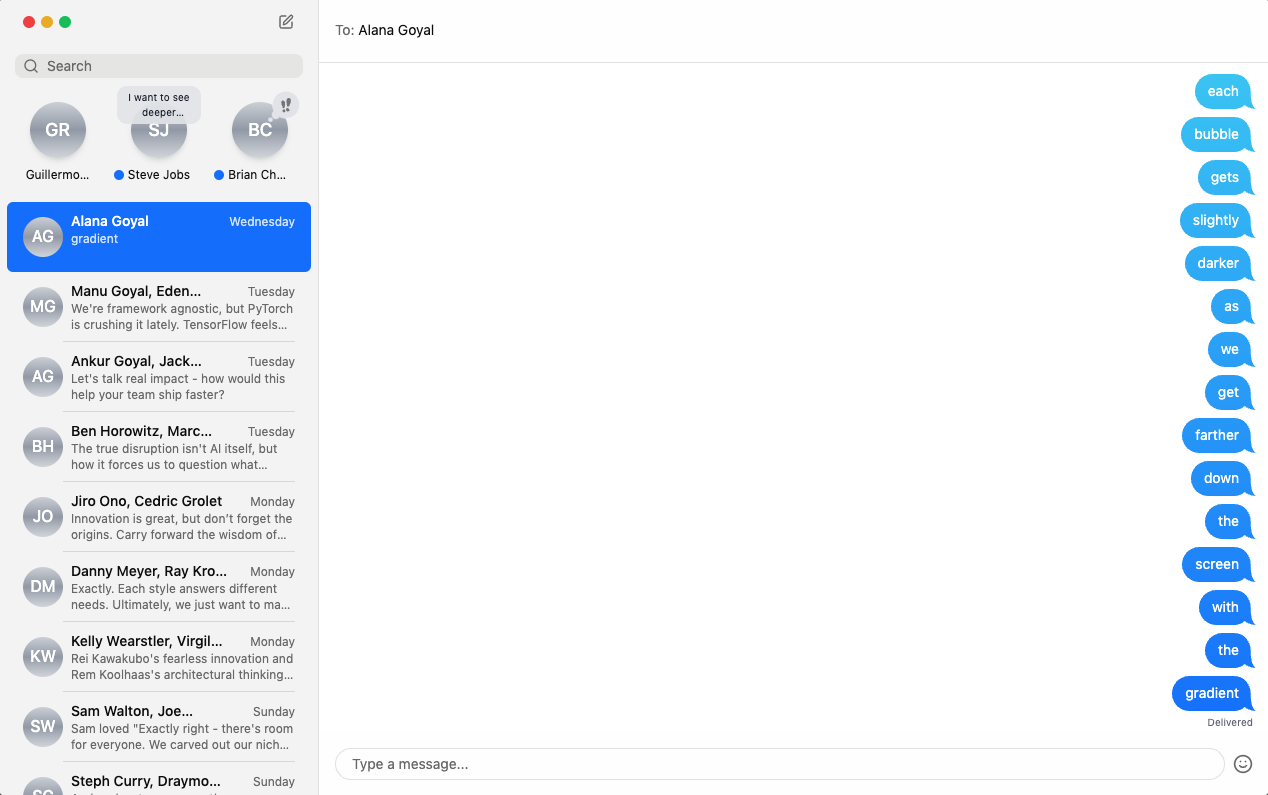 To: Alana Goyal
Search
I want to see
deeper…
GR
SJ
BC
Guillermo...
Steve Jobs
Brian Ch...
AG
Alana Goyal
Wednesday
gradient
MG
Manu Goyal, Eden...
Tuesday
We're framework agnostic, but PyTorch
is crushing it lately. TensorFlow feels...
AG
Ankur Goyal, Jack...
Tuesday
Let's talk real impact - how would this
help your team ship faster?
BH
Ben Horowitz, Marc...
Tuesday
The true disruption isn't AI itself, but
how it forces us to question what...
JO
Jiro Ono, Cedric Grolet
Monday
Innovation is great, but don’t forget the
origins. Carry forward the wisdom of...
DM
Danny Meyer, Ray Kro...
Monday
Exactly. Each style answers different
needs. Ultimately, we just want to ma...
KW
Kelly Wearstler, Virgil...
Monday
Rei Kawakubo's fearless innovation and
Rem Koolhaas's architectural thinking...
SW
Sam Walton, Joe...
Sunday
Sam loved "Exactly right - there's room
for everyone. We carved out our nich...
SC
Steph Curry, Draymo...
Sunday
each
bubble
gets
slightly
darker
as
we
get
farther
down
the
screen
with
the
gradient
Delivered
Type a message...